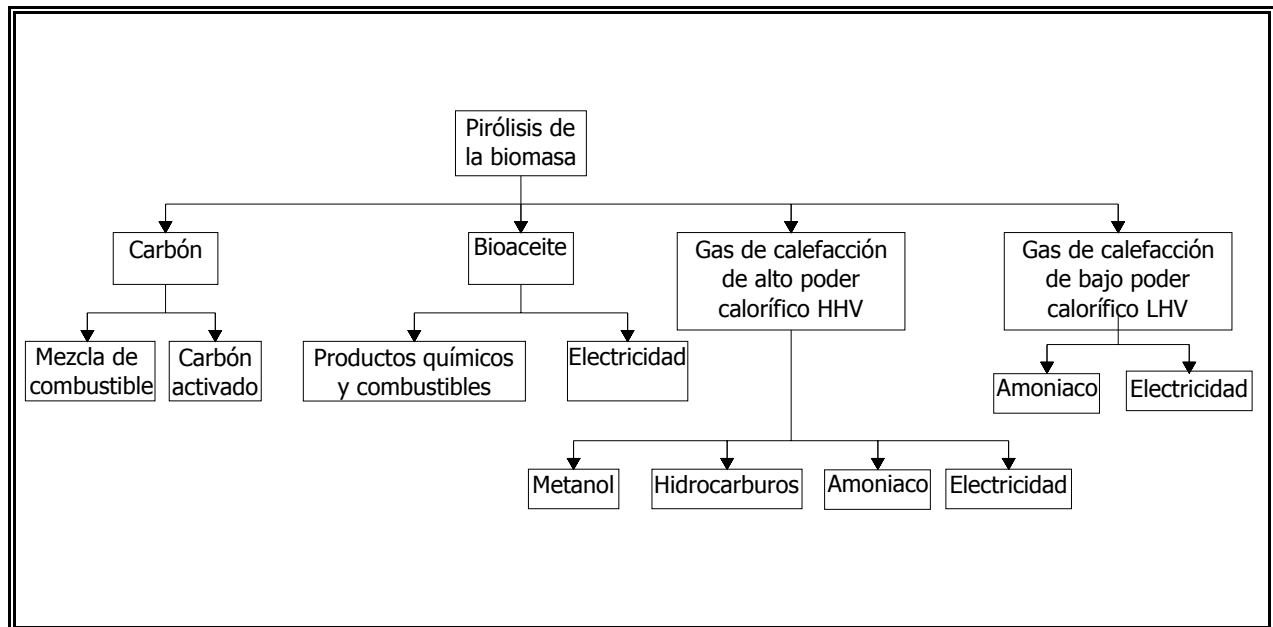 Pirólisis de
la biomasa
Carbón
Bioaceite
Gas de calefacción
de alto poder
calorífico HHV
Gas de calefacción
de bajo poder
calorífico LHV
Mezcla de
combustible
Carbón
activado
Productos químicos
y combustibles
Electricidad
Amoniaco
Electricidad
Metanol
Hidrocarburos
Amoniaco
Electricidad